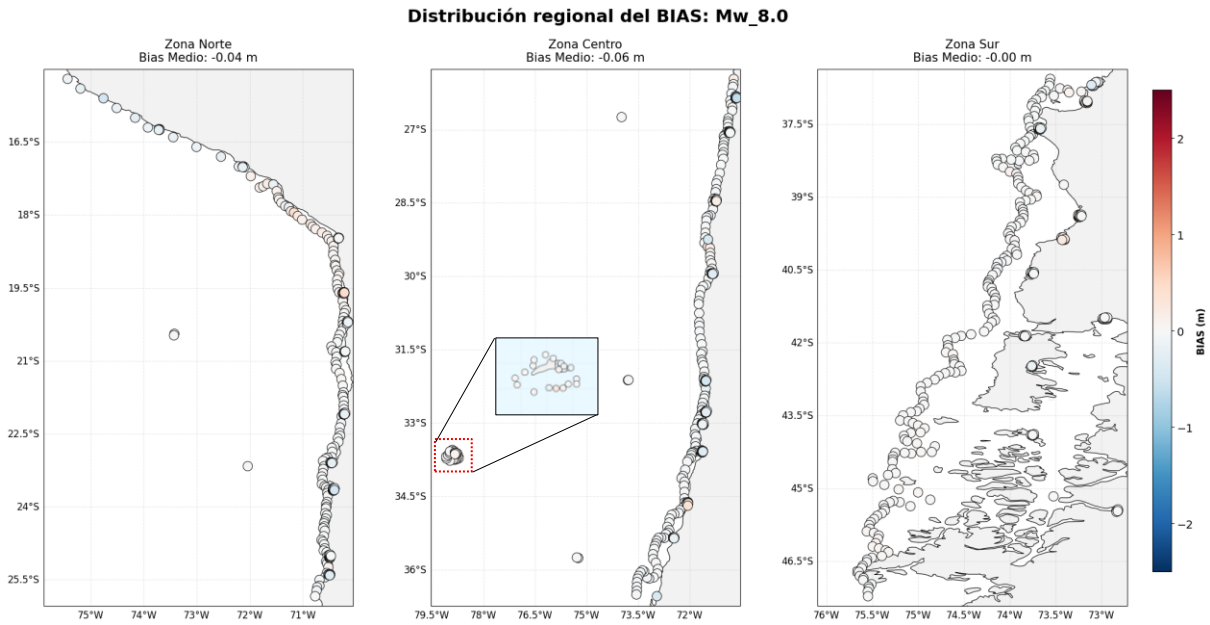 Distribución regional del BIAS: Mw_8.0
Zona Norte
Bias Medio: -0.04 m
16.5°S
18°S
19.5°S
21°S
22.5°S
24°S
25.5°S
75°W
74°W
73°W
72°W
71°W
Zona Centro
Bias Medio: -0.06 m
27°S
28.5°S
30°S
31.5°S
33°S
34.5°S
36°S
79.5°W
78°W
76.5°W
75°W
73.5°W
72°W
Zona Sur
Bias Medio: -0.00 m
37.5°S
39°S
40.5°S
42°S
43.5°S
45°S
46.5°S
76°W
75.5°W
75°W
74.5°W
74°W
73.5°W
73°W
2
1
0
−1
−2
BIAS (m)